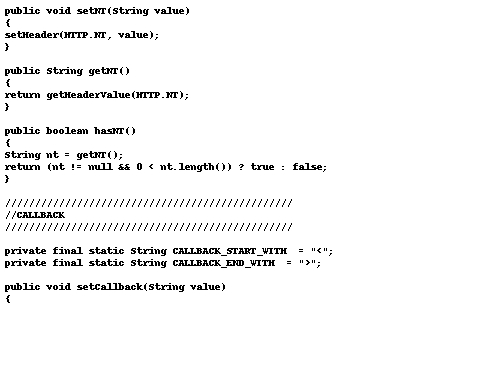 public void setNT(String value)
{
setHeader(HTTP.NT, value);
}

public String getNT()
{
return getHeaderValue(HTTP.NT);
}

public boolean hasNT()
{
String nt = getNT();
return (nt != null && 0 < nt.length()) ? true : false;
}

////////////////////////////////////////////////
//CALLBACK
////////////////////////////////////////////////

private final static String CALLBACK_START_WITH  = "<";
private final static String CALLBACK_END_WITH  = ">";

public void setCallback(String value)
{